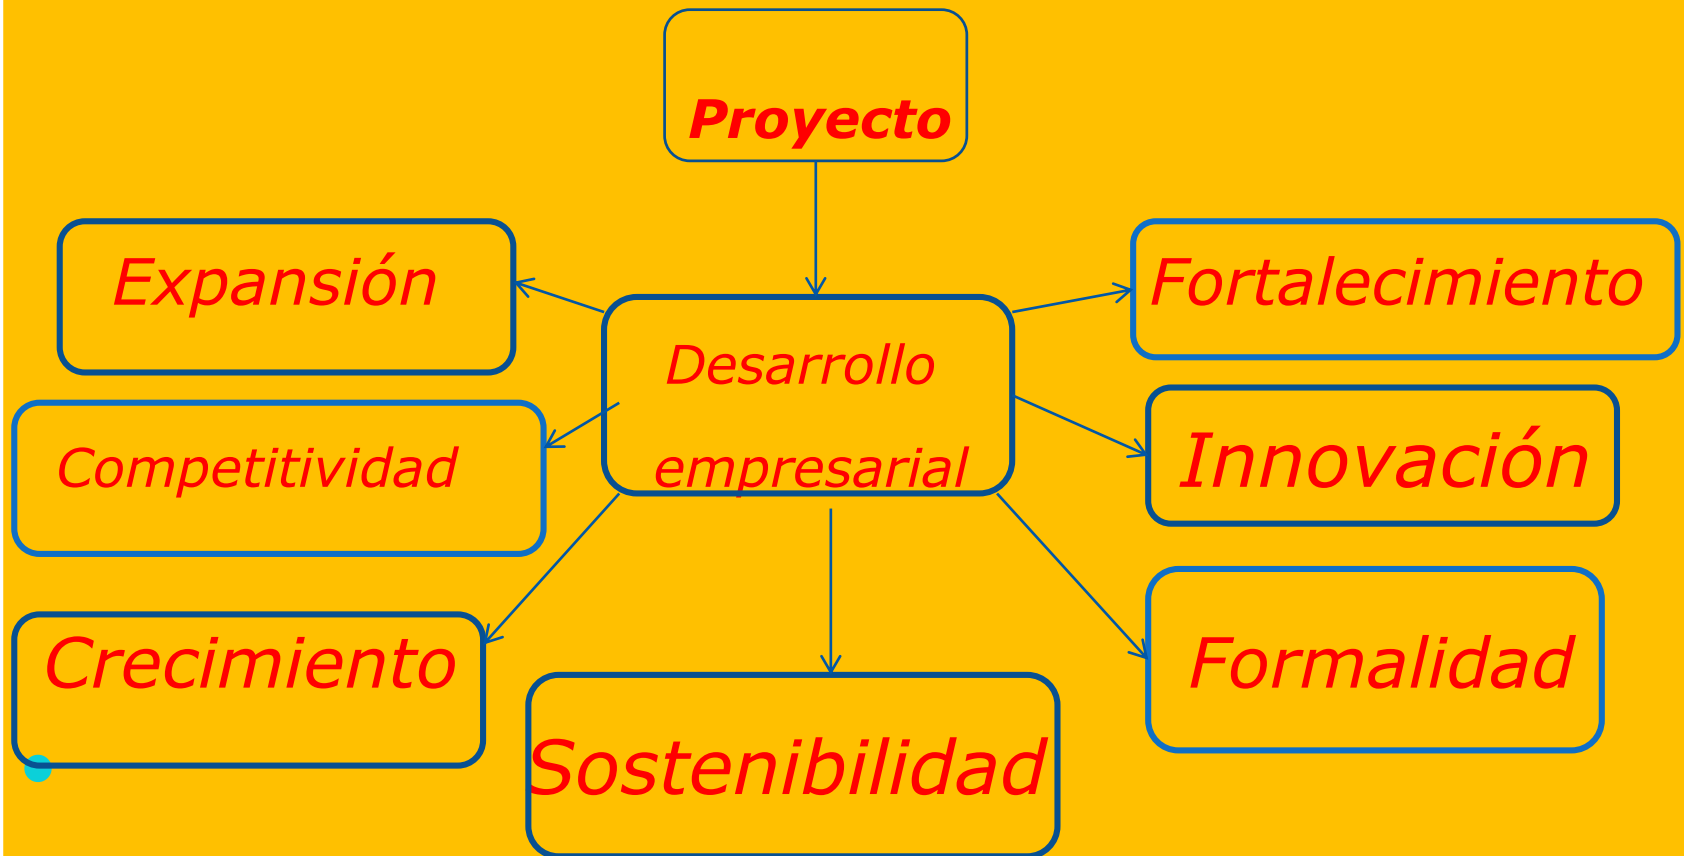 Proyecto
Expansión
Fortalecimiento
Desarrollo
empresarial
Competitividad
Innovación
Crecimiento
Formalidad
Sostenibilidad